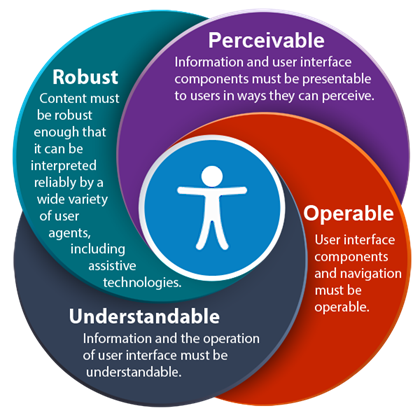 Perceivable
Information and user interface
components must be presentable
to users in ways they can perceive.
Operable
User interface
components
and navigation
must be
operable.
Understandable
Information and the operation
of user interface must be
understandable.
Robust
Content must
be robust
enough that
it can be
interpreted
reliably by a
wide variety
of user
agents,
including
assistive
technologies.